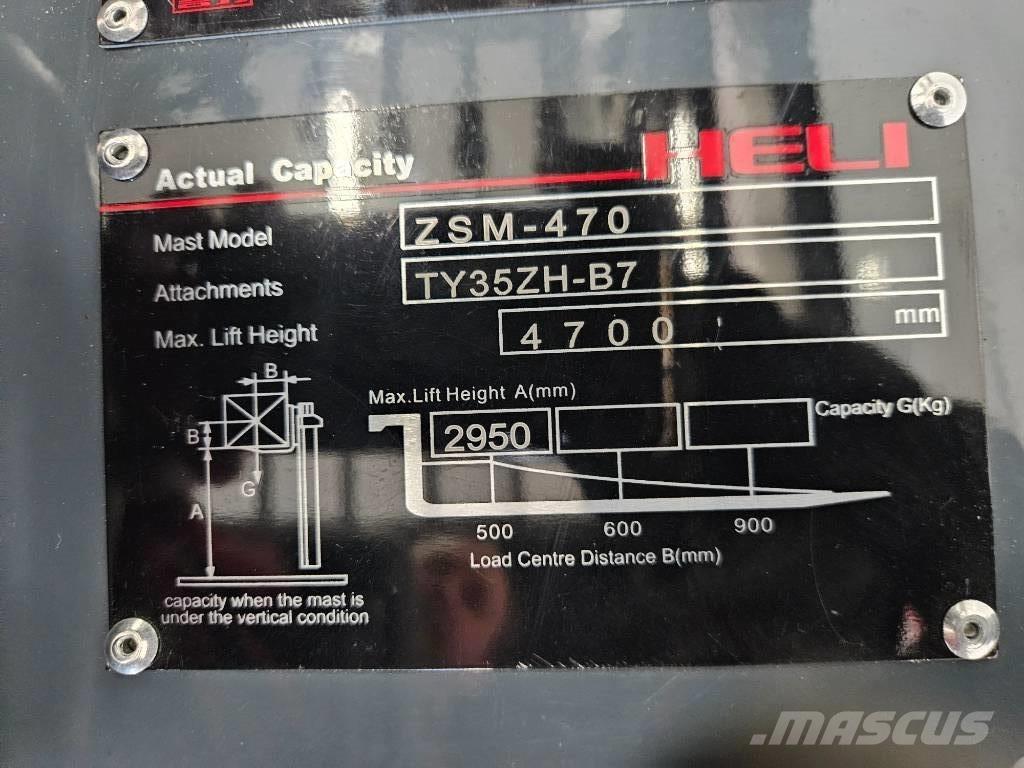 Actual Capacity HELI
Mast Model ZSM-470
Attachments TY35ZH-B7
Max. Lift Height 4700 mm
B
Max.Lift Height A(mm)
2950 Capacity G(Kg)
B
G
A
500 600 900
Load Centre Distance B(mm)
capacity when the mast is
under the vertical condition
MASCUS